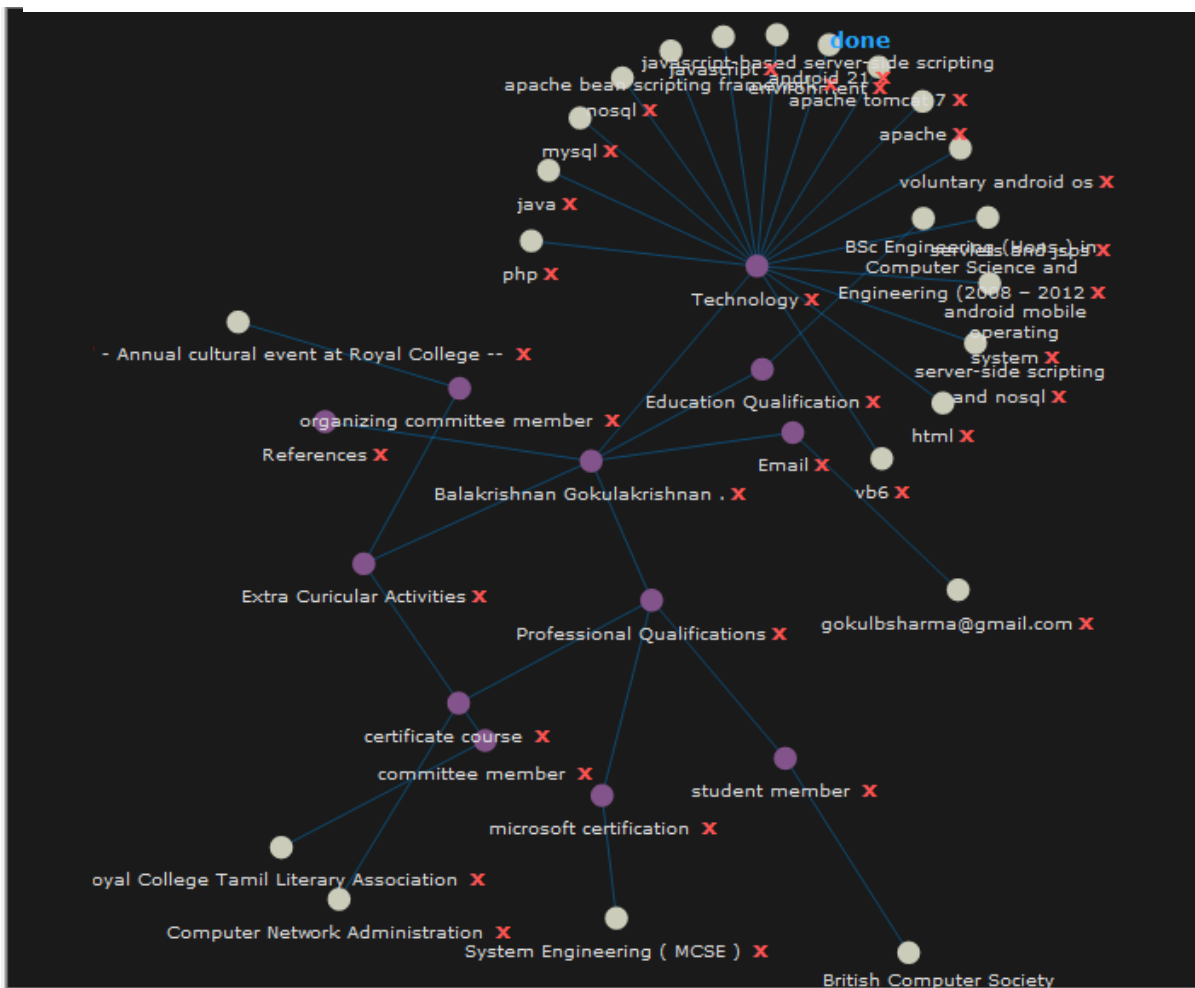 done
javascript-based server-side scripting
javascript X
android 21 X
apache bean scripting framework X
environment X
apache tomcat 7 X
nosql X
apache X
mysql X
voluntary android os X
java X
BSc Engineering (Hons.) in
servlets and jsps X
php X
Computer Science and
Technology X
Engineering (2008 – 2012 X
android mobile
operating
system X
- Annual cultural event at Royal College -- X
server-side scripting
and nosql X
Education Qualification X
organizing committee member X
html X
References X
Email X
Balakrishnan Gokulakrishnan . X
vb6 X
Extra Curicular Activities X
gokulbsharma@gmail.com X
Professional Qualifications X
certificate course X
committee member X
student member X
microsoft certification X
oyal College Tamil Literary Association X
Computer Network Administration X
System Engineering ( MCSE ) X
British Computer Society